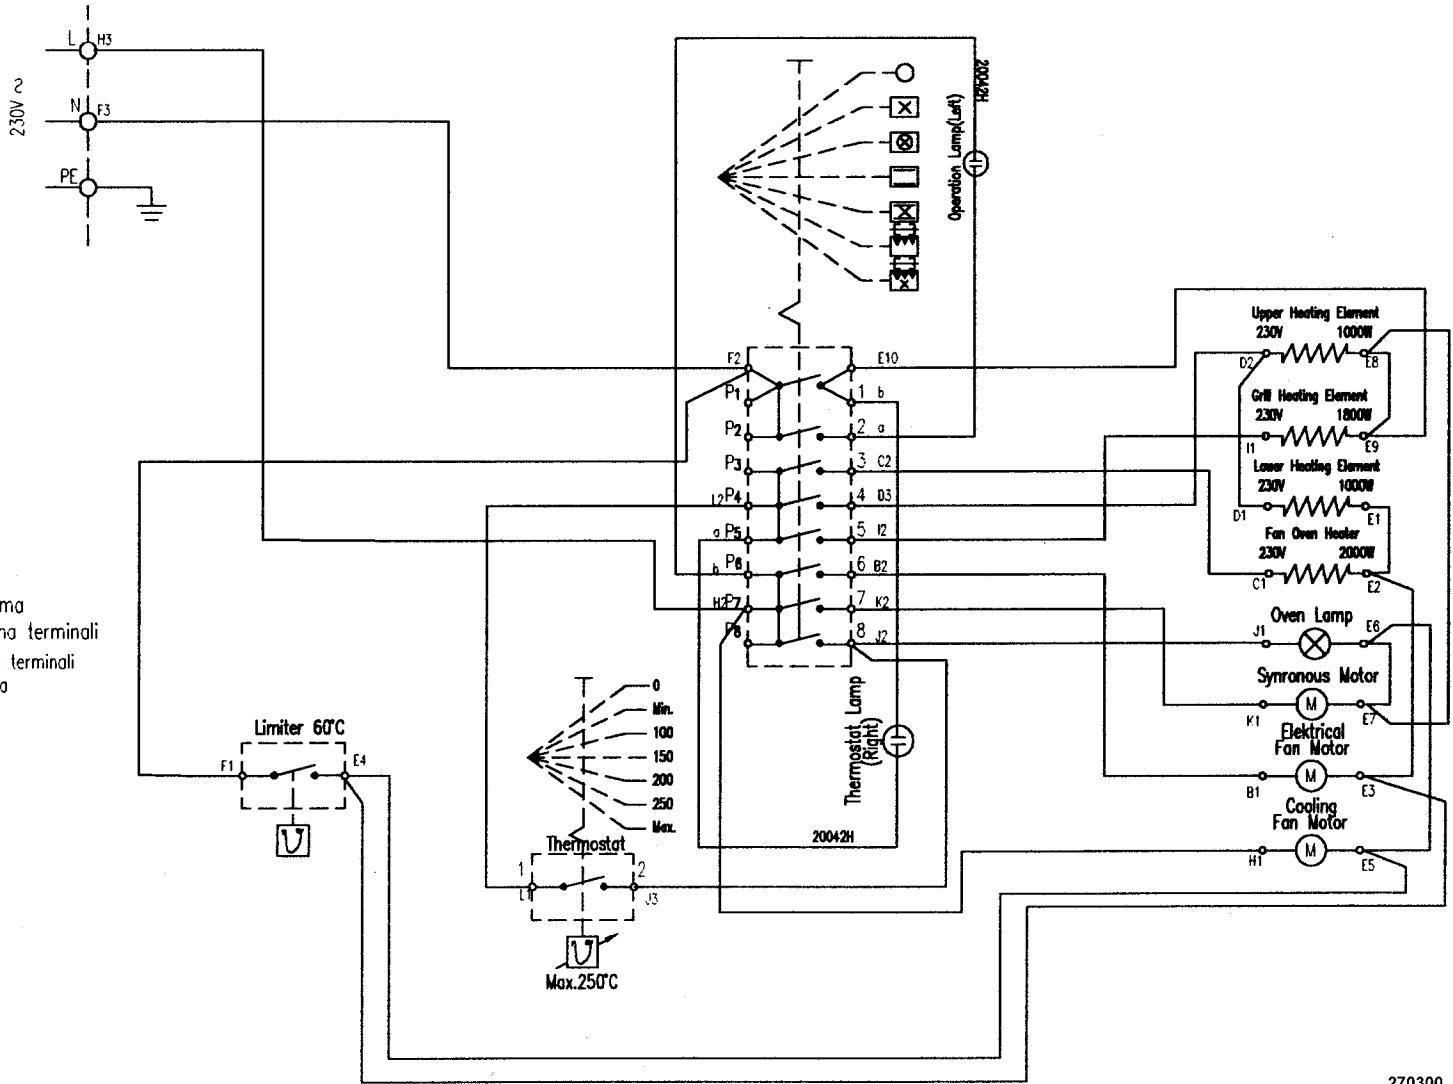 L H3
N F3
PE
230V ~
20042H
Operation Lamp(Left)
F2
E10
P1
1 b
P2
2 a
P3
3 C2
L2 P4
4 D3
a P5
5 I2
b P6
6 B2
H2 P7
7 K2
P8
8 J2
Upper Heating Element
230V 1000W
D2
E8
Grill Heating Element
230V 1800W
I1
E9
Lower Heating Element
230V 1000W
D1
E1
Fan Oven Heater
230V 2000W
C1
E2
Oven Lamp
J1
E6
Synronous Motor
K1
E7
Elektrical
Fan Motor
B1
E3
Cooling
Fan Motor
H1
E5
ma
na terminali
terminali
a
Limiter 60°C
F1
E4
0
Min.
100
150
200
250
Max.
Thermostat
1
2
L1
J3
Max.250°C
Thermostat Lamp
(Right)
20042H